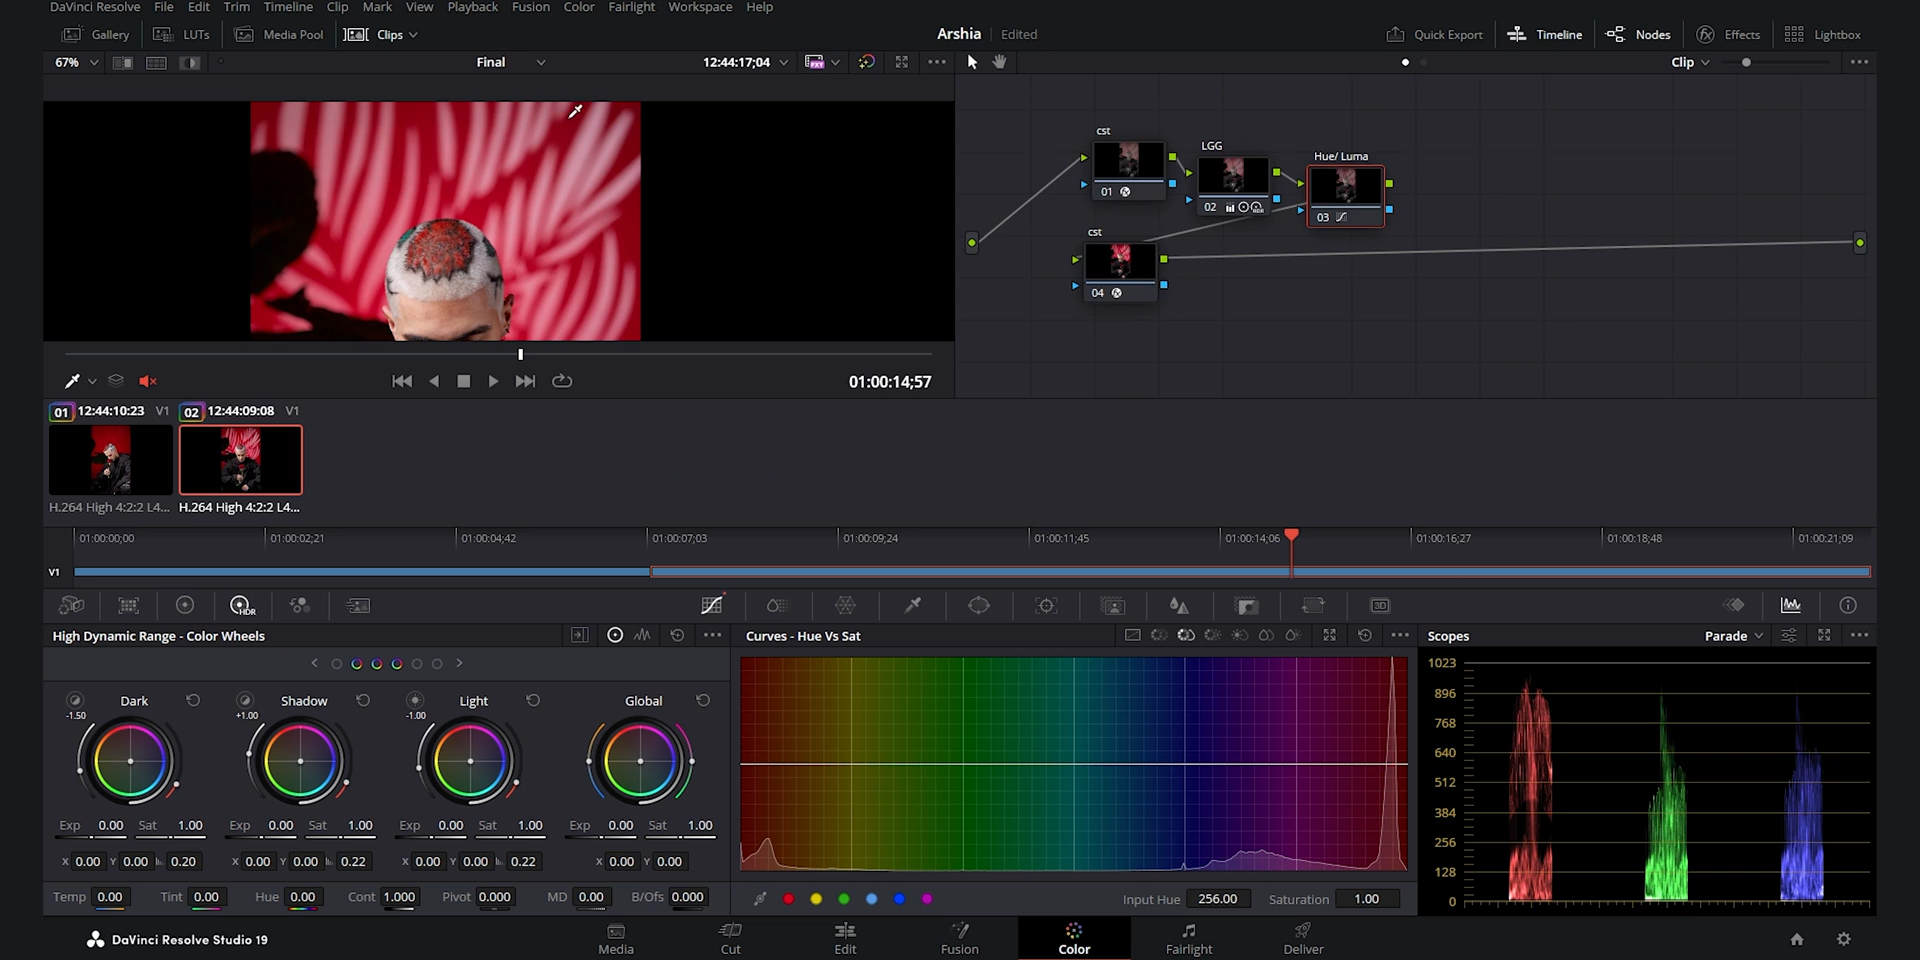 DaVinci Resolve File Edit Trim Timeline Clip Mark View Playback Fusion Color Fairlight Workspace Help
Gallery LUTs Media Pool Clips Arshia Edited Quick Export Timeline Nodes Effects Lightbox
67% Final 12:44:17;04 Clip
cst
01
LGG
02
Hue/ Luma
03
cst
04
01:00:14;57
01 12:44:10:23 V1 02 12:44:09:08 V1
H.264 High 4:2:2 L4... H.264 High 4:2:2 L4...
01:00:00;00 01:00:02;21 01:00:04;42 01:00:07;03 01:00:09;24 01:00:11;45 01:00:14;06 01:00:16;27 01:00:18;48 01:00:21;09
V1
HDR 3D
High Dynamic Range - Color Wheels Curves - Hue Vs Sat Scopes Parade
Dark Shadow Light Global
-1.50 +1.00 -1.00
Exp 0.00 Sat 1.00 Exp 0.00 Sat 1.00 Exp 0.00 Sat 1.00 Exp 0.00 Sat 1.00
X 0.00 Y 0.00 0.20 X 0.00 Y 0.00 0.22 X 0.00 Y 0.00 0.22 X 0.00 Y 0.00
Temp 0.00 Tint 0.00 Hue 0.00 Cont 1.000 Pivot 0.000 MD 0.00 B/Ofs 0.000
Input Hue 256.00 Saturation 1.00
1023
896
768
640
512
384
256
128
0
DaVinci Resolve Studio 19
Media Cut Edit Fusion Color Fairlight Deliver